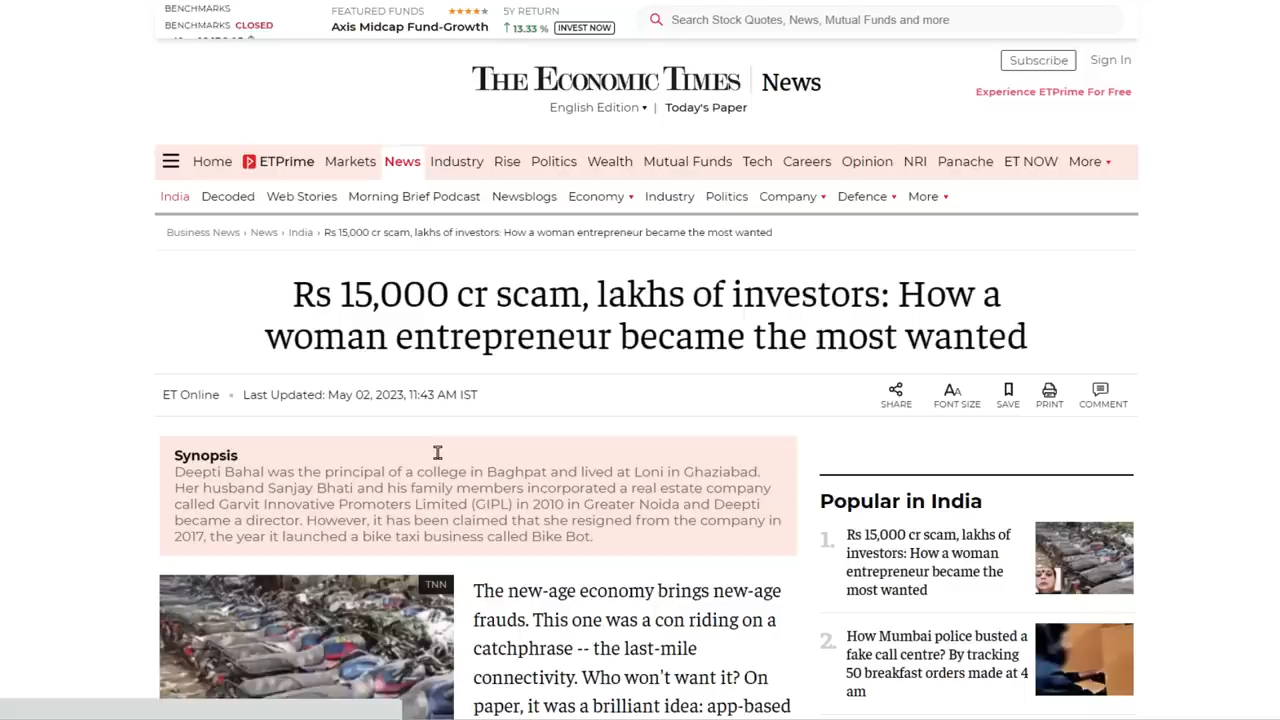 BENCHMARKS
BENCHMARKS CLOSED
FEATURED FUNDS
Axis Midcap Fund-Growth
5Y RETURN
13.33 % INVEST NOW
Search Stock Quotes, News, Mutual Funds and more
Subscribe Sign In
THE ECONOMIC TIMES | News
Experience ETPrime For Free
English Edition | Today's Paper
Home ETPrime Markets News Industry Rise Politics Wealth Mutual Funds Tech Careers Opinion NRI Panache ET NOW More
India Decoded Web Stories Morning Brief Podcast Newsblogs Economy Industry Politics Company Defence More
Business News › News › India › Rs 15,000 cr scam, lakhs of investors: How a woman entrepreneur became the most wanted
Rs 15,000 cr scam, lakhs of investors: How a
woman entrepreneur became the most wanted
ET Online • Last Updated: May 02, 2023, 11:43 AM IST
SHARE FONT SIZE SAVE PRINT COMMENT
Synopsis
Deepti Bahal was the principal of a college in Baghpat and lived at Loni in Ghaziabad.
Her husband Sanjay Bhati and his family members incorporated a real estate company
called Garvit Innovative Promoters Limited (GIPL) in 2010 in Greater Noida and Deepti
became a director. However, it has been claimed that she resigned from the company in
2017, the year it launched a bike taxi business called Bike Bot.
TNN
The new-age economy brings new-age
frauds. This one was a con riding on a
catchphrase -- the last-mile
connectivity. Who won't want it? On
paper, it was a brilliant idea: app-based
Popular in India
1. Rs 15,000 cr scam, lakhs of
investors: How a woman
entrepreneur became the
most wanted
2. How Mumbai police busted a
fake call centre? By tracking
50 breakfast orders made at 4
am